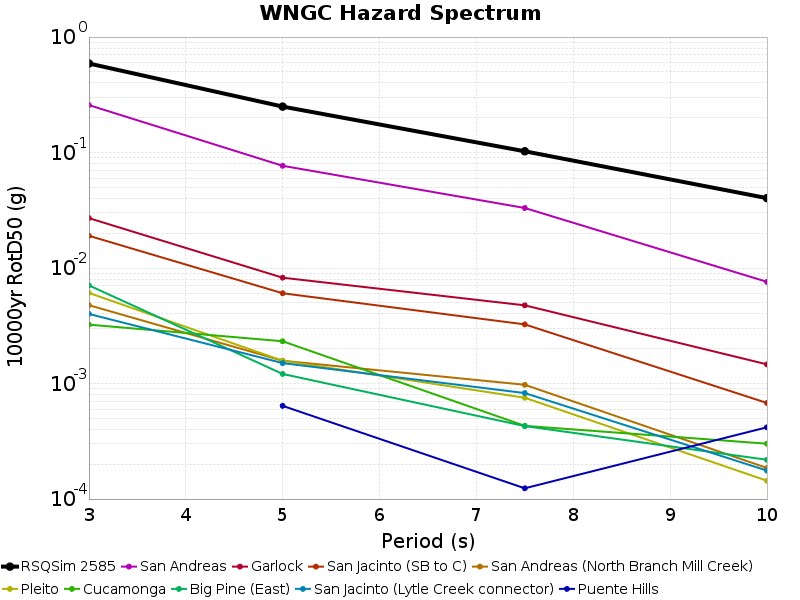 WNGC Hazard Spectrum
10000yr RotD50 (g)
10^0
10^-1
10^-2
10^-3
10^-4
3 4 5 6 7 8 9 10
Period (s)
RSQSim 2585 San Andreas Garlock San Jacinto (SB to C) San Andreas (North Branch Mill Creek)
Pleito Cucamonga Big Pine (East) San Jacinto (Lytle Creek connector) Puente Hills